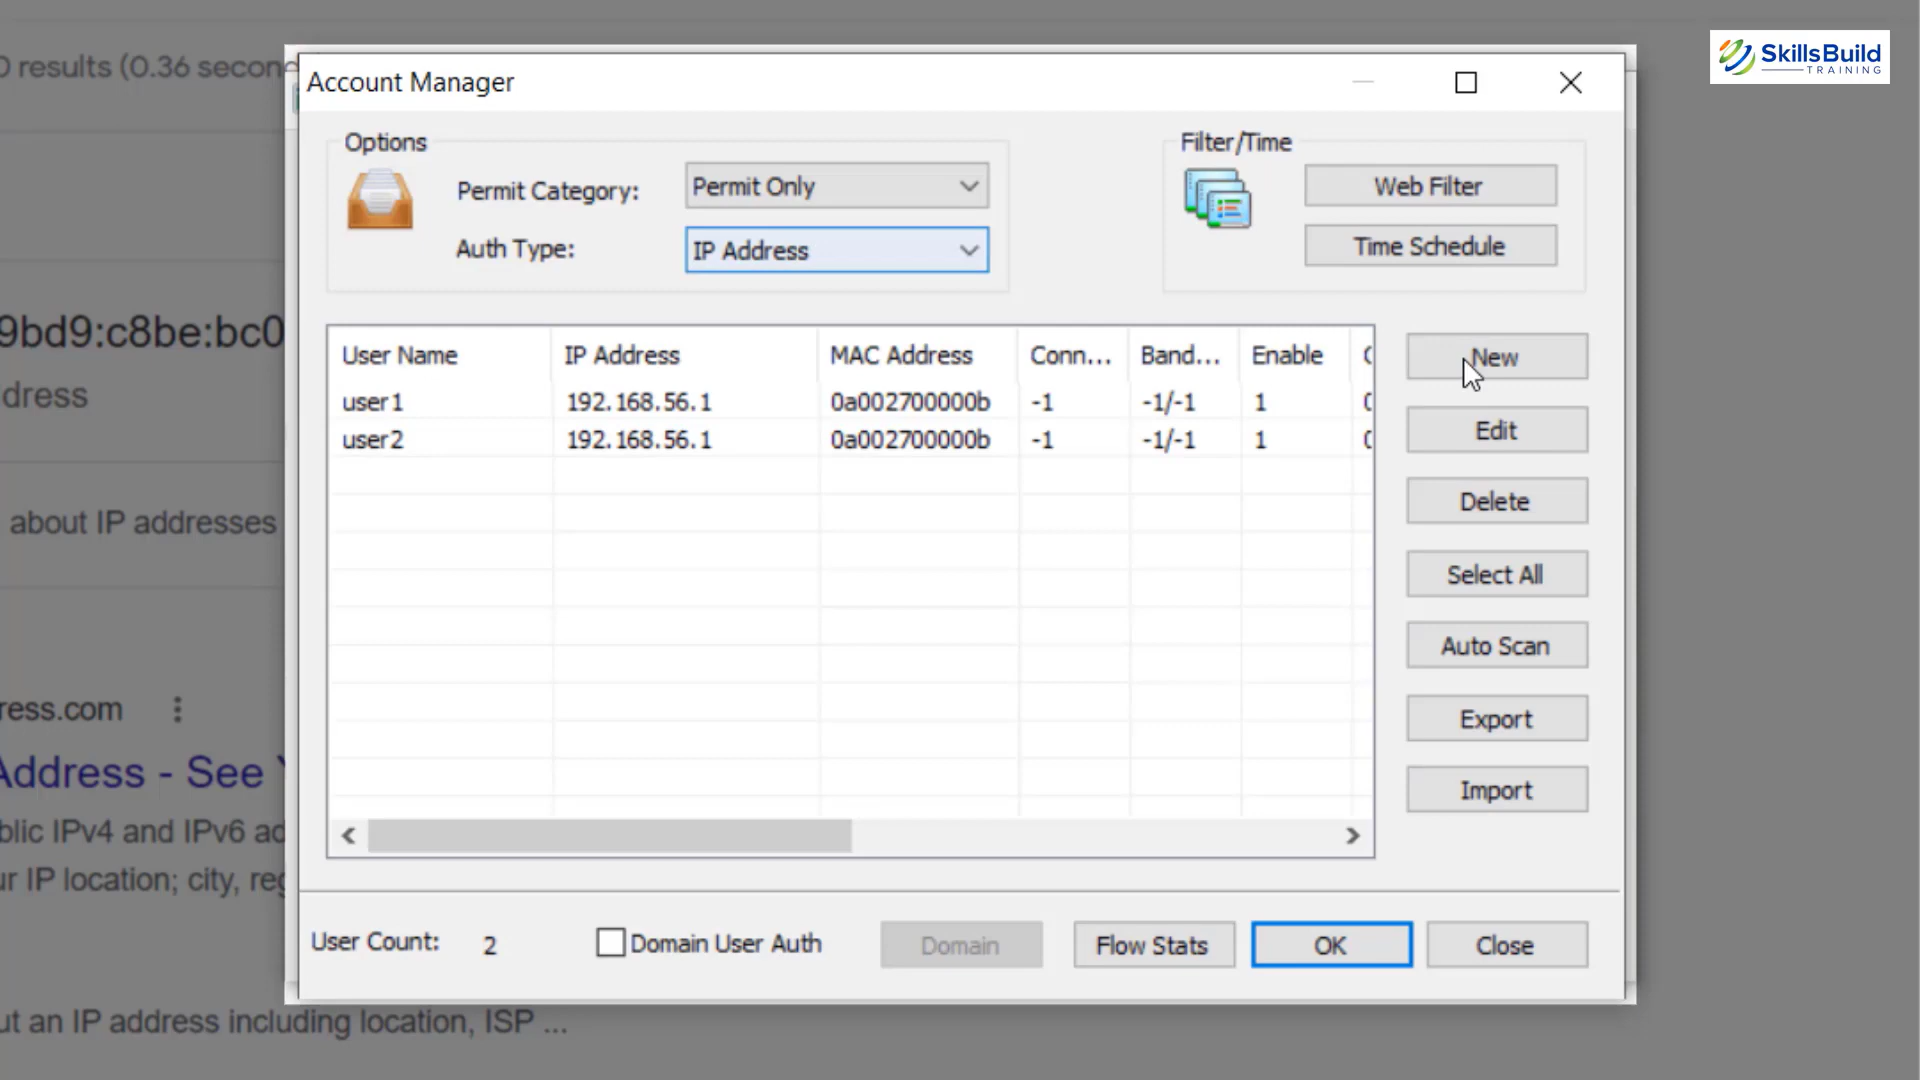 SkillsBuild
TRAINING
0 results (0.36 second
9bd9:c8be:bc0
dress
about IP addresses
ress.com
Address - See Y
blic IPv4 and IPv6 ad
ur IP location; city, reg
ut an IP address including location, ISP ...
Account Manager
Options
Permit Category: Permit Only
Auth Type: IP Address
Filter/Time
Web Filter
Time Schedule
User Name IP Address MAC Address Conn... Band... Enable
user1 192.168.56.1 0a002700000b -1 -1/-1 1
user2 192.168.56.1 0a002700000b -1 -1/-1 1
New
Edit
Delete
Select All
Auto Scan
Export
Import
User Count: 2 Domain User Auth Domain Flow Stats OK Close